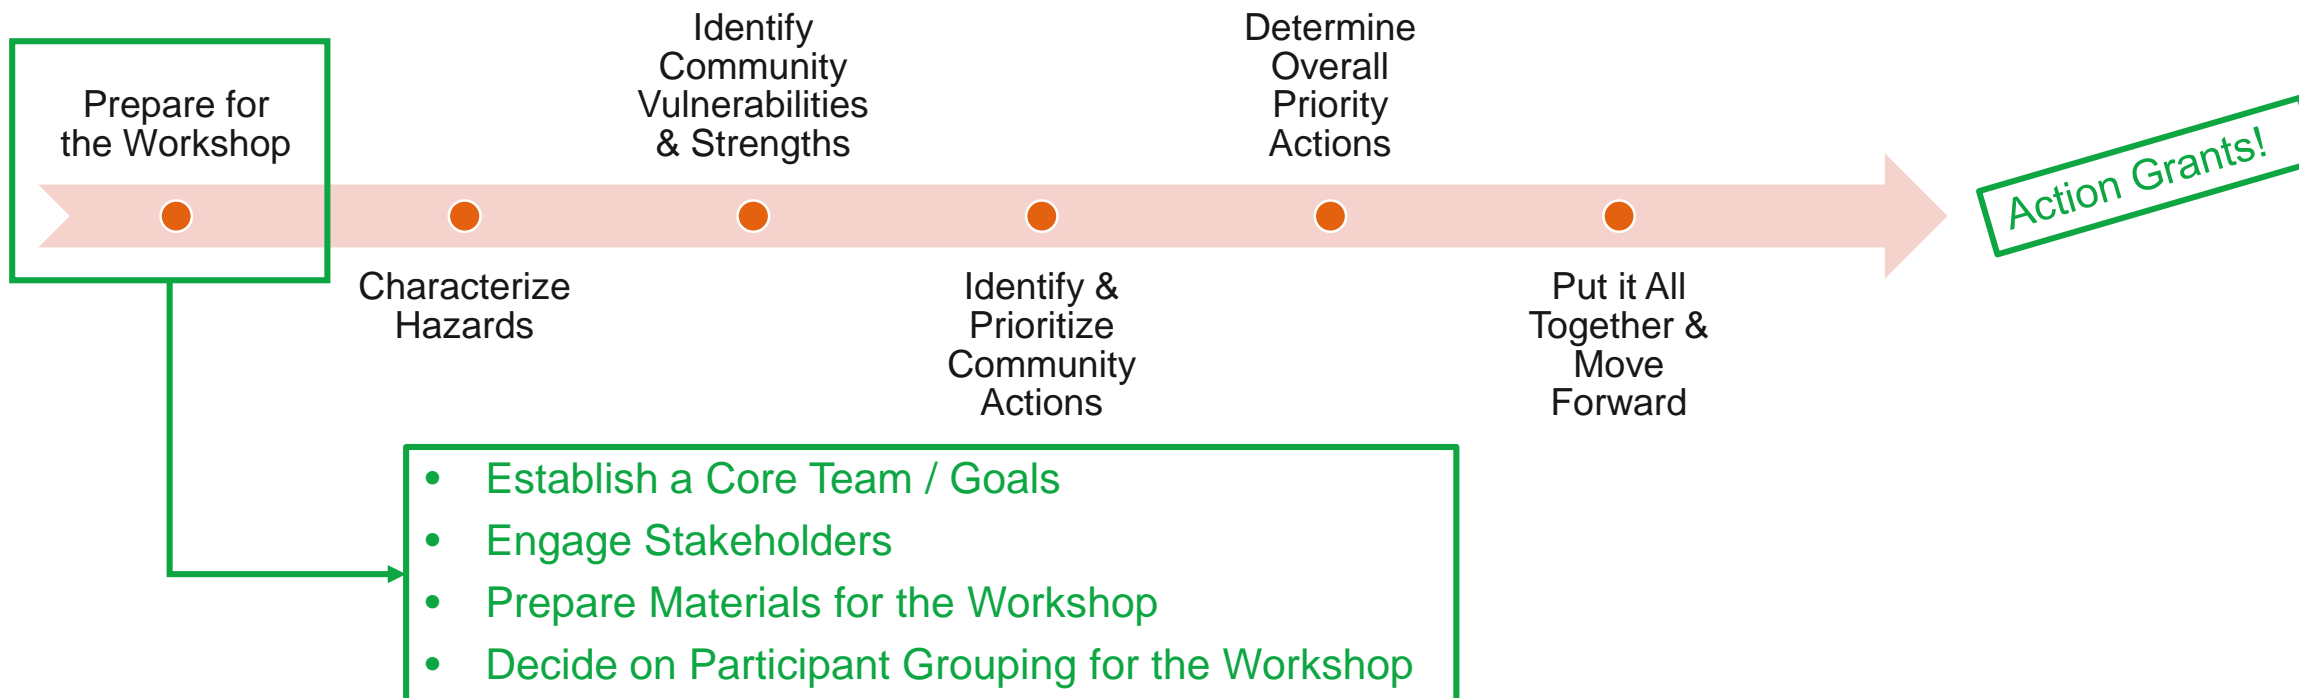 Prepare for
the Workshop
Characterize
Hazards
Identify
Community
Vulnerabilities
& Strengths
Identify &
Prioritize
Community
Actions
Determine
Overall
Priority
Actions
Put it All
Together &
Move
Forward
Action Grants!
• Establish a Core Team / Goals
• Engage Stakeholders
• Prepare Materials for the Workshop
• Decide on Participant Grouping for the Workshop